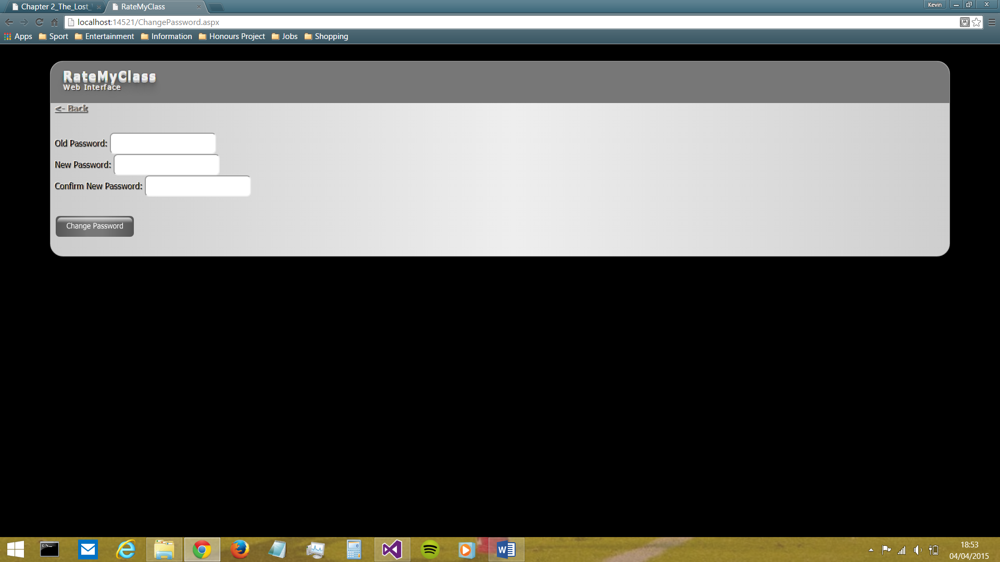 Chapter 2_The_Lost_
RateMyClass
Kevin
localhost:14521/ChangePassword.aspx
Apps
Sport
Entertainment
Information
Honours Project
Jobs
Shopping
RateMyClass
Web Interface
<- Back
Old Password:
New Password:
Confirm New Password:
Change Password
18:53
04/04/2015